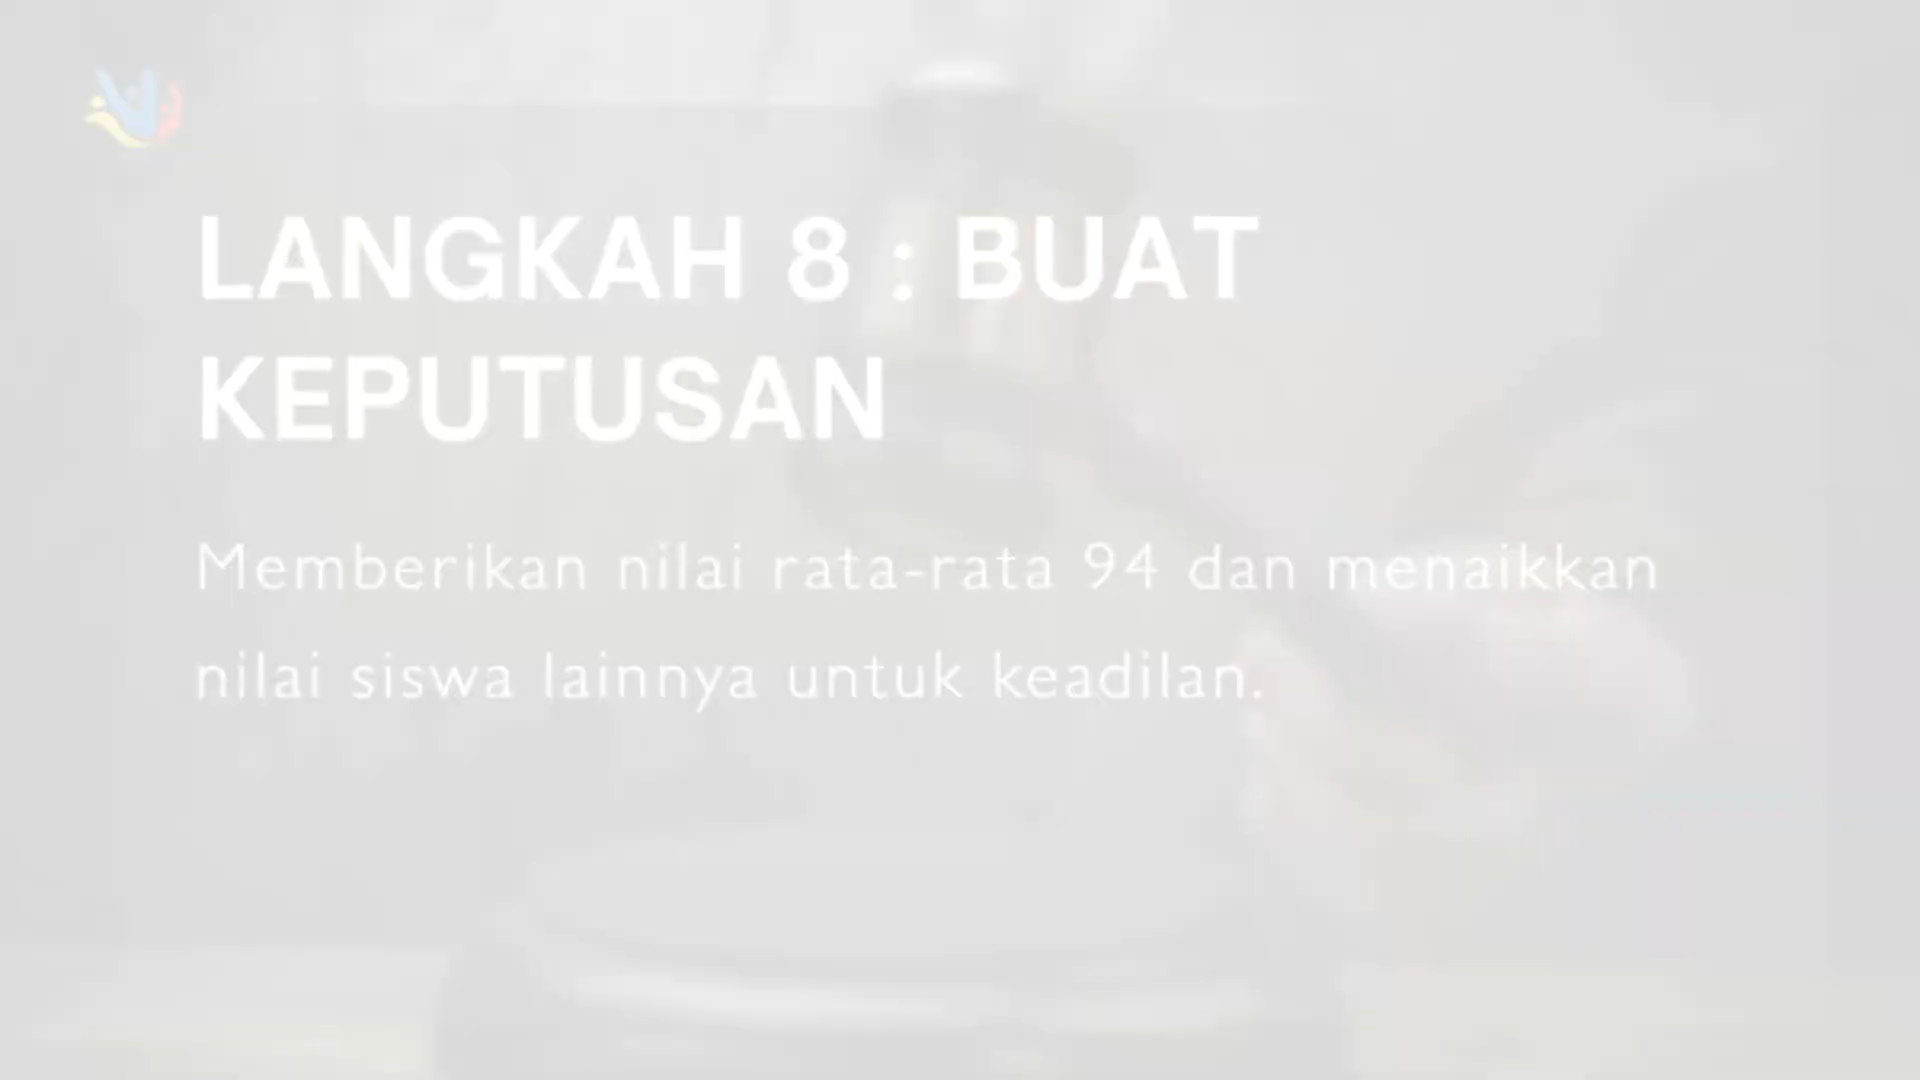 LANGKAH 8 : BUAT
KEPUTUSAN
Memberikan nilai rata-rata 94 dan menaikkan
nilai siswa lainnya untuk keadilan.